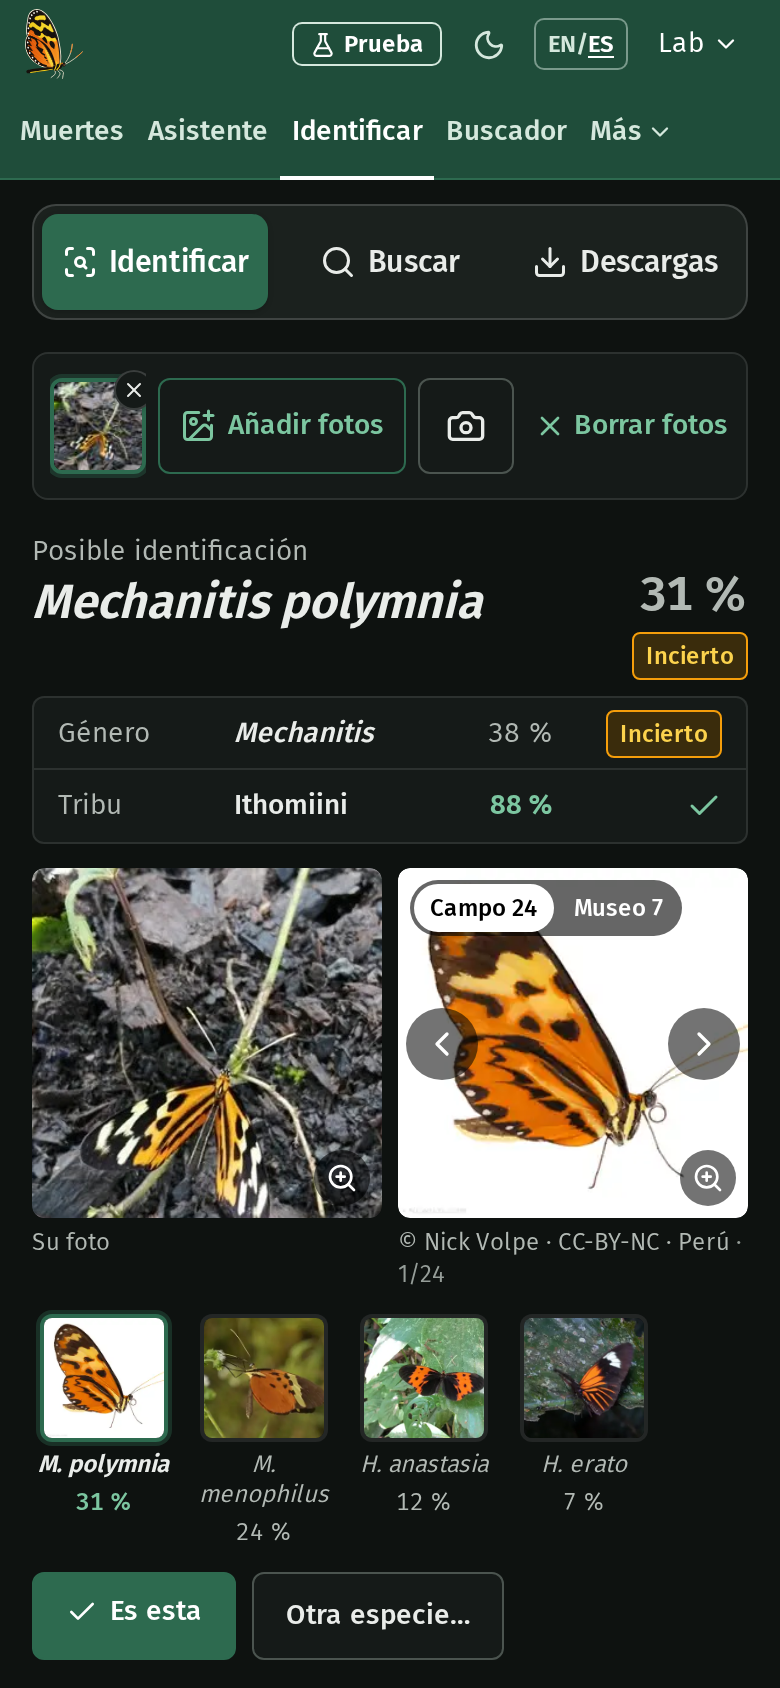 Prueba
EN/ES
Lab
Muertes
Asistente
Identificar
Buscador
Más
Identificar
Buscar
Descargas
Añadir fotos
Borrar fotos
Posible identificación
Mechanitis polymnia
31 %
Incierto
Género
Mechanitis
38 %
Incierto
Tribu
Ithomiini
88 %
Campo 24
Museo 7
Su foto
© Nick Volpe · CC-BY-NC · Perú ·
1/24
M. polymnia
31 %
M.
menophilus
24 %
H. anastasia
12 %
H. erato
7 %
Es esta
Otra especie...